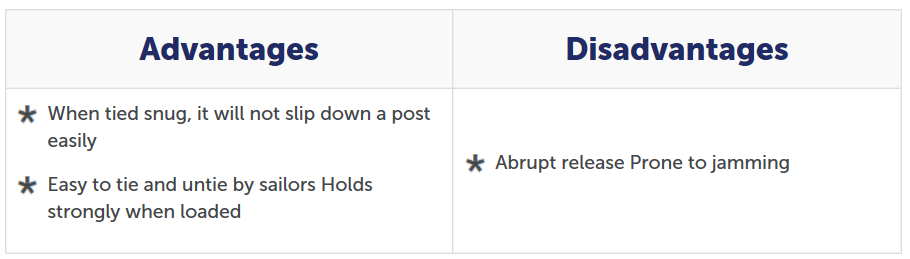 Advantages
Disadvantages
* When tied snug, it will not slip down a post
easily
* Easy to tie and untie by sailors Holds
strongly when loaded
* Abrupt release Prone to jamming